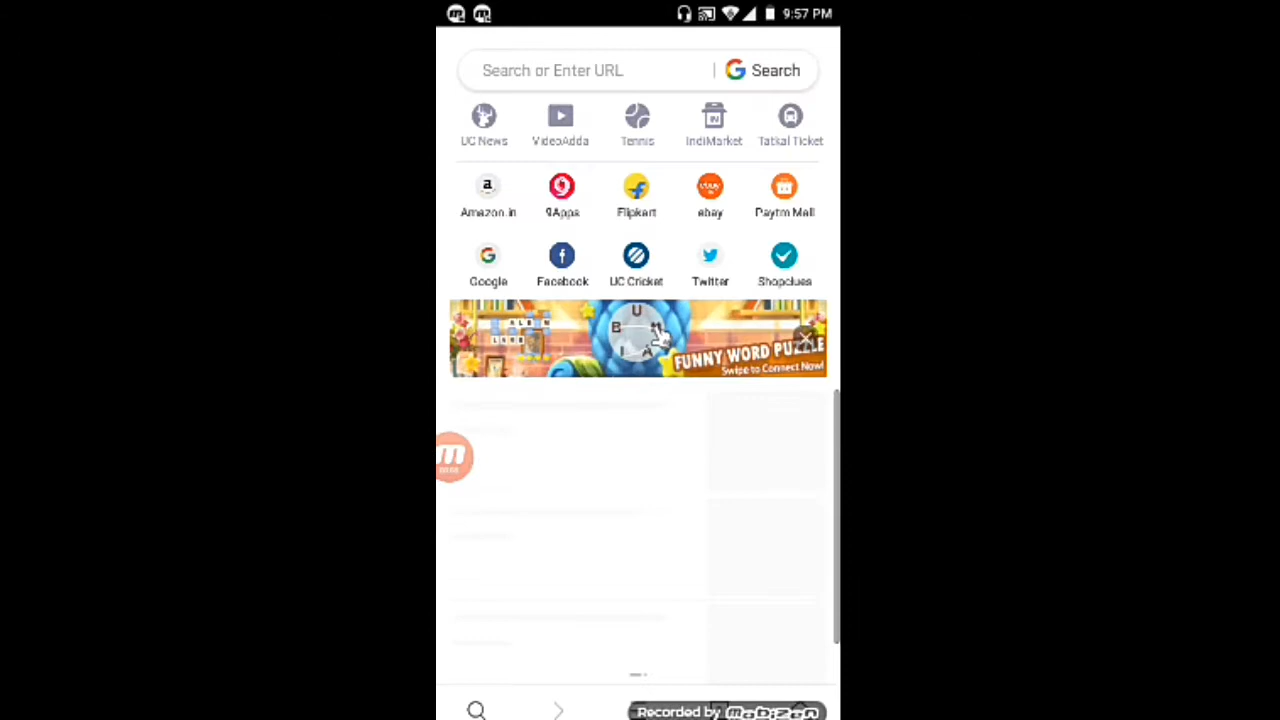 9:57 PM
Search or Enter URL | Search
UC News VideoAdda Tennis IndiMarket Tatkal Ticket
Amazon.in 9Apps Flipkart ebay Paytm Mall
Google Facebook UC Cricket Twitter Shopclues
FUNNY WORD PUZZLE
Swipe to Connect Now!
Recorded by mobizen